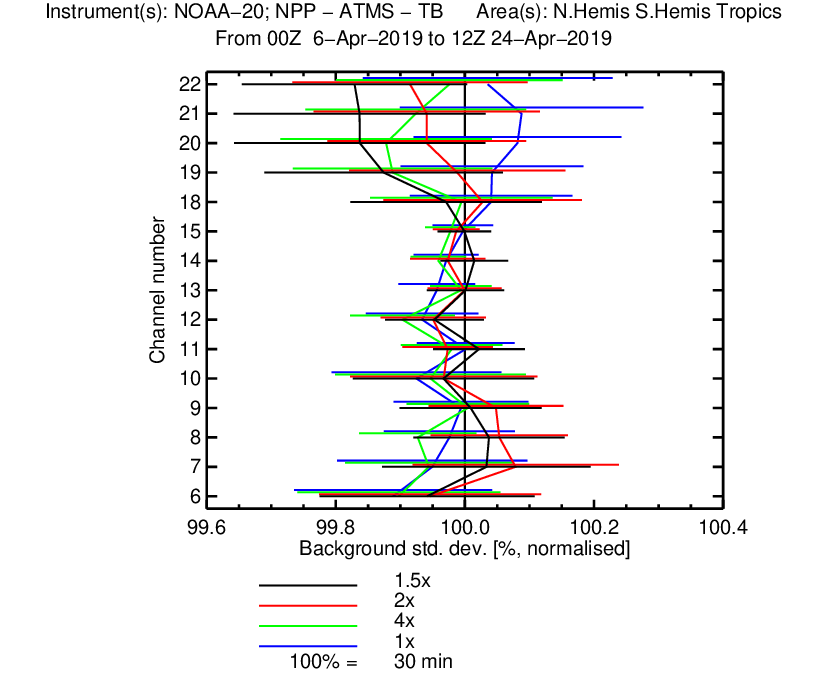 Instrument(s): NOAA−20; NPP − ATMS − TB Area(s): N.Hemis S.Hemis Tropics
From 00Z 6−Apr−2019 to 12Z 24−Apr−2019
Channel number
22
21
20
19
18
15
14
13
12
11
10
9
8
7
6
99.6 99.8 100.0 100.2 100.4
Background std. dev. [%, normalised]
1.5x
2x
4x
1x
100% = 30 min